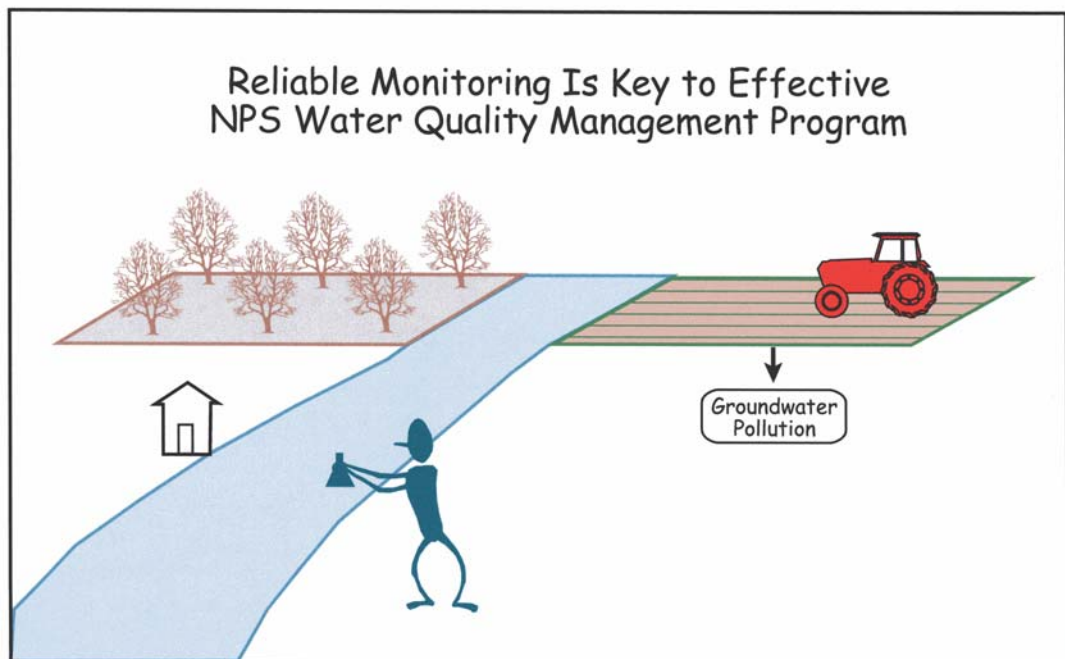 Reliable Monitoring Is Key to Effective
NPS Water Quality Management Program
Groundwater
Pollution